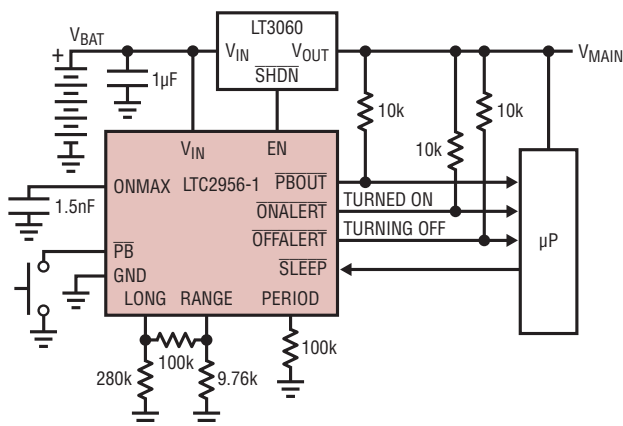 LT3060
VBAT
VIN
VOUT
VMAIN
SHDN
+
1µF
10k
10k
10k
VIN
EN
ONMAX
LTC2956-1
PBOUT
1.5nF
ONALERT
TURNED ON
OFFALERT
TURNING OFF
µP
PB
SLEEP
GND
LONG
RANGE
PERIOD
100k
100k
280k
9.76k